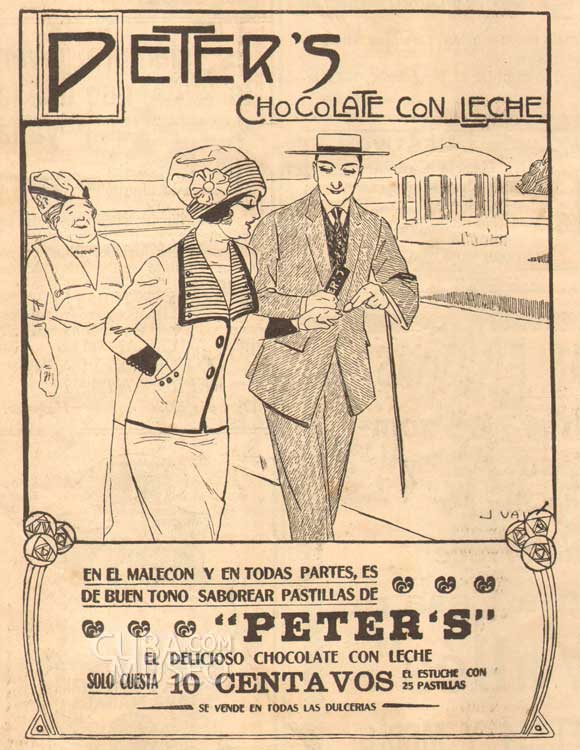 PETER'S
CHOCOLATE CON LECHE
PETER'S
EN EL MALECON Y EN TODAS PARTES, ES
DE BUEN TONO SABOREAR PASTILLAS DE
"PETER'S"
EL DELICIOSO CHOCOLATE CON LECHE
SOLO CUESTA 10 CENTAVOS EL ESTUCHE CON
25 PASTILLAS
SE VENDE EN TODAS LAS DULCERIAS
CUBA.COM
MUSEO